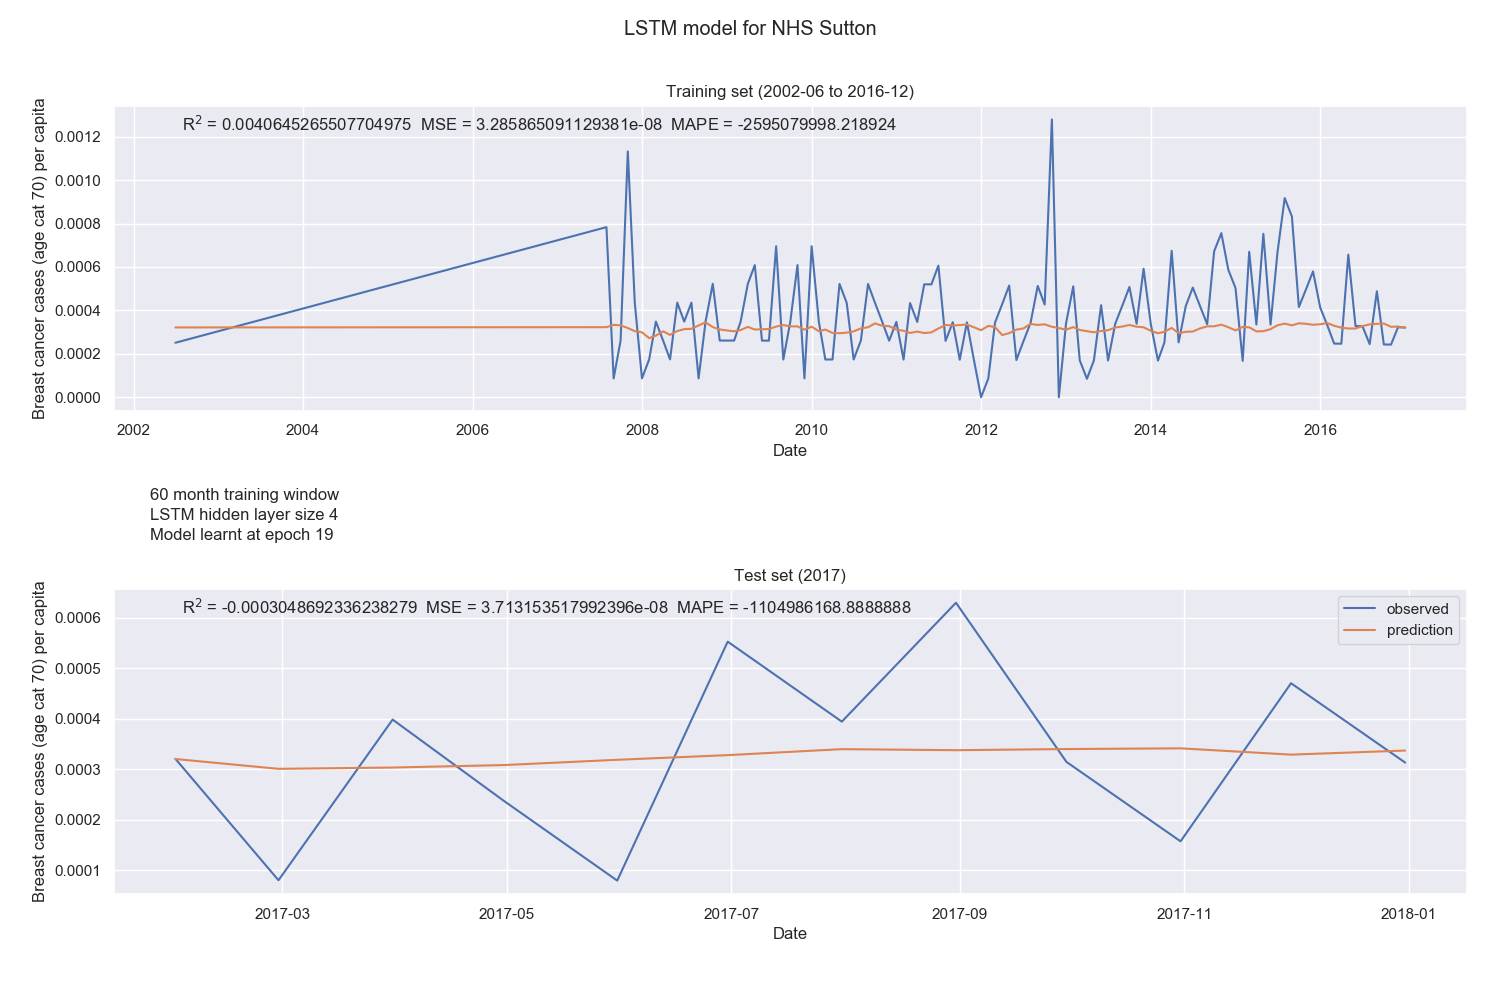 LSTM model for NHS Sutton
Training set (2002-06 to 2016-12)
R² = 0.0040645265507704975 MSE = 3.285865091129381e-08 MAPE = -2595079998.218924
Breast cancer cases (age cat 70) per capita
0.0012
0.0010
0.0008
0.0006
0.0004
0.0002
0.0000
2002 2004 2006 2008 2010 2012 2014 2016
Date
60 month training window
LSTM hidden layer size 4
Model learnt at epoch 19
Test set (2017)
R² = -0.0003048692336238279 MSE = 3.713153517992396e-08 MAPE = -1104986168.8888888
observed
prediction
Breast cancer cases (age cat 70) per capita
0.0006
0.0005
0.0004
0.0003
0.0002
0.0001
2017-03 2017-05 2017-07 2017-09 2017-11 2018-01
Date